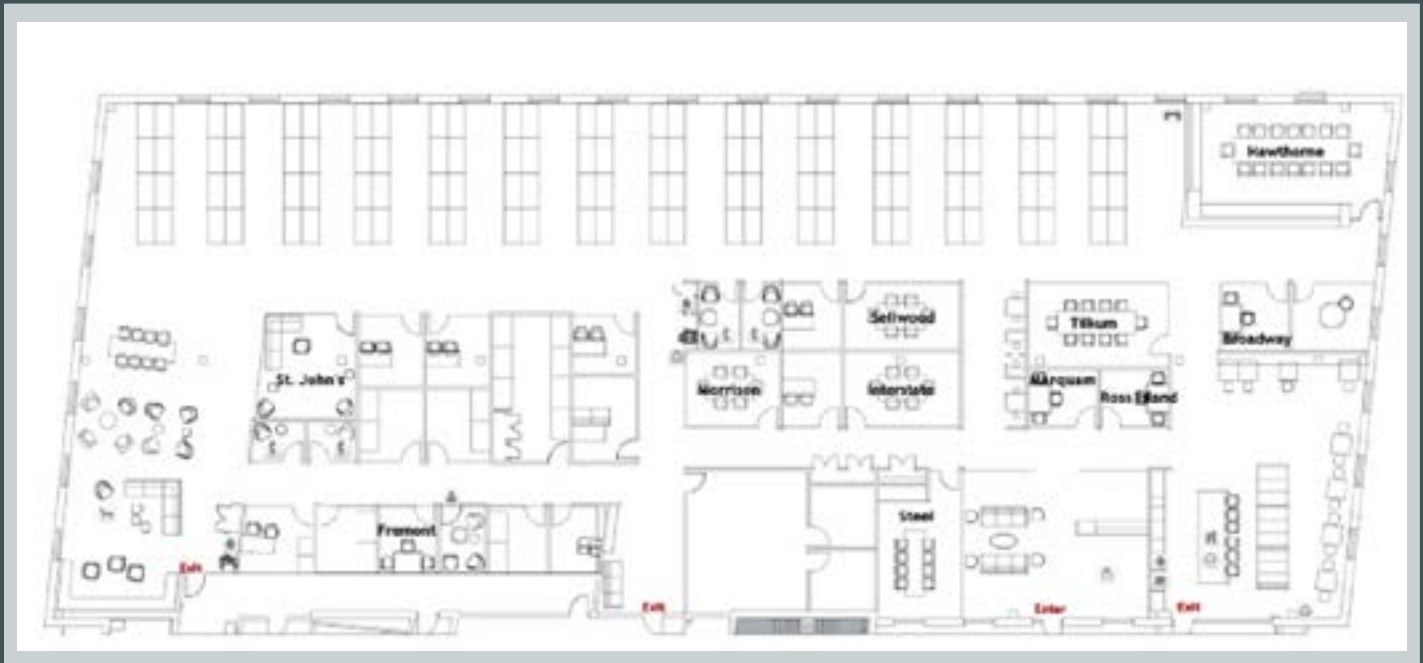 Hawthorne
Sellwood
Tilikum
Broadway
St. John's
Morrison
Interstate
Marquam
Ross Island
Steel
Fremont
Exit
Exit
Enter
Exit